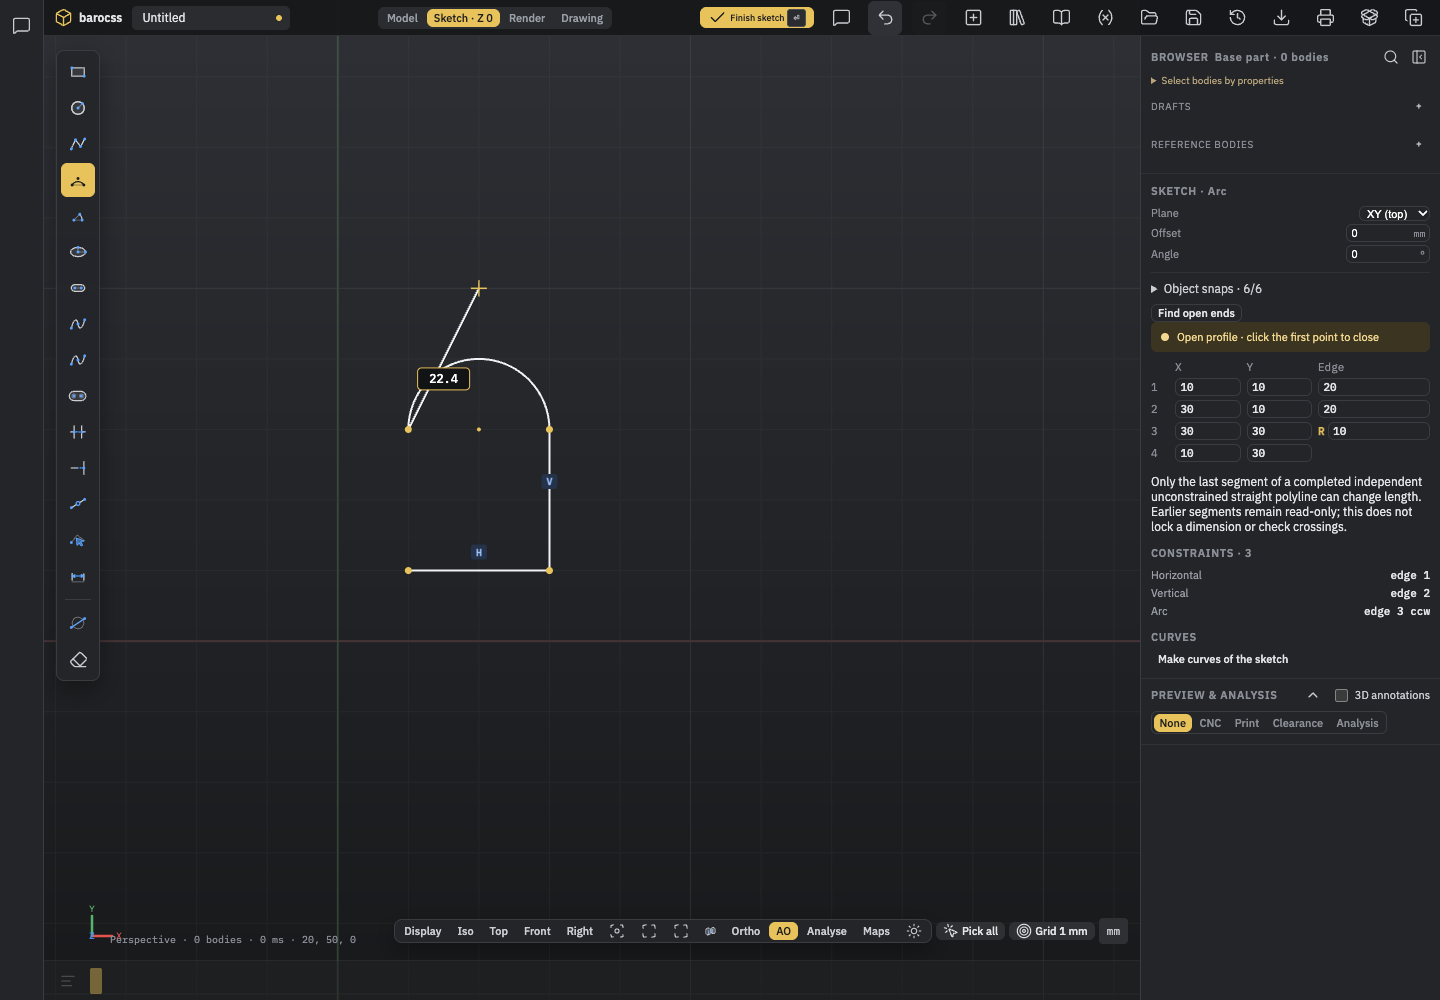 barocss
Untitled
Model Sketch · Z 0 Render Drawing
Finish sketch
BROWSER Base part · 0 bodies
Select bodies by properties
DRAFTS +
REFERENCE BODIES +
SKETCH · Arc
Plane XY (top)
Offset 0 mm
Angle 0 °
Object snaps · 6/6
Find open ends
Open profile · click the first point to close
X Y Edge
1 10 10 20
2 30 10 20
3 30 30 R 10
4 10 30
Only the last segment of a completed independent
unconstrained straight polyline can change length.
Earlier segments remain read-only; this does not
lock a dimension or check crossings.
CONSTRAINTS · 3
Horizontal edge 1
Vertical edge 2
Arc edge 3 ccw
CURVES
Make curves of the sketch
PREVIEW & ANALYSIS 3D annotations
None CNC Print Clearance Analysis
22.4
V
H
Y
X
Z
Perspective · 0 bodies · 0 ms · 20, 50, 0
Display Iso Top Front Right Ortho AO Analyse Maps
Pick all
Grid 1 mm
mm